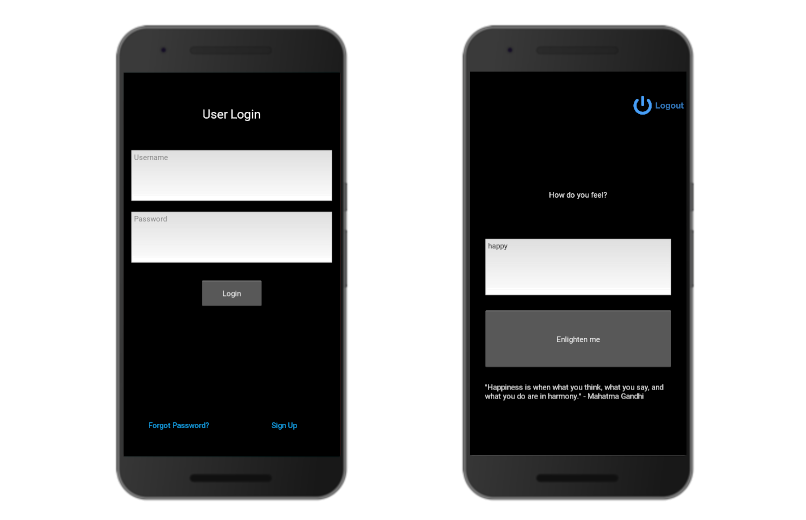 User Login
Username
Password
Login
Forgot Password?
Sign Up
Logout
How do you feel?
happy
Enlighten me
"Happiness is when what you think, what you say, and
what you do are in harmony." - Mahatma Gandhi